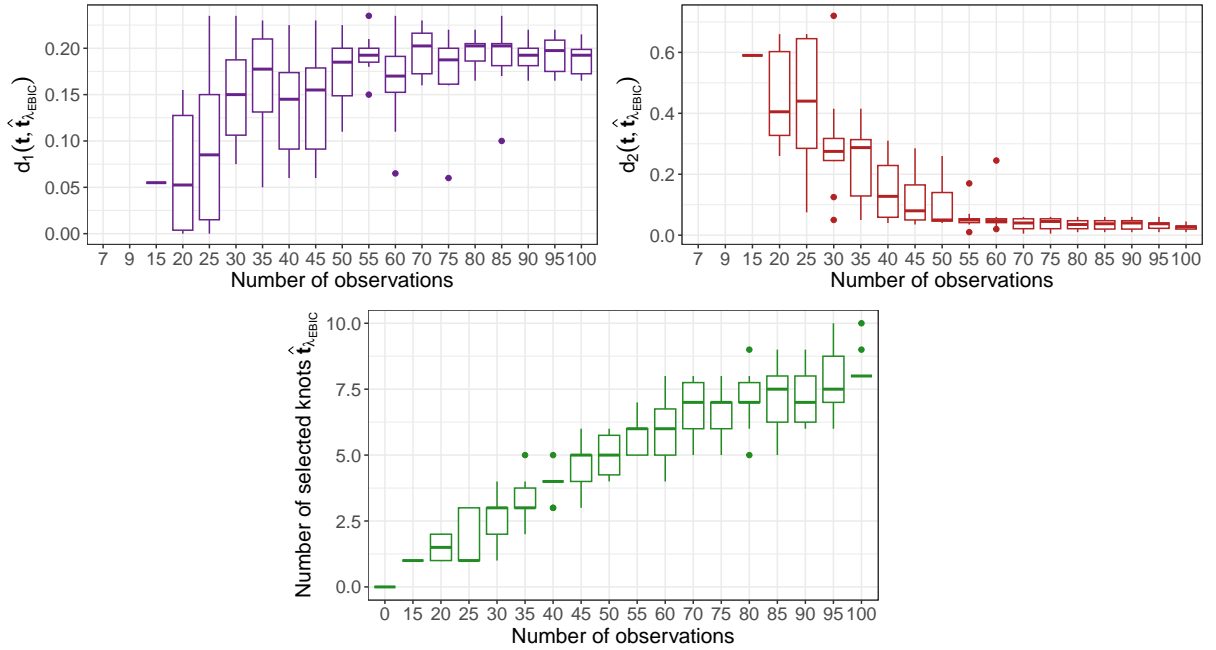 d₁(t, t̂_λEBIC)
0.20
0.15
0.10
0.05
0.00
7 9 15 20 25 30 35 40 45 50 55 60 70 75 80 85 90 95 100
Number of observations
d₂(t, t̂_λEBIC)
0.6
0.4
0.2
0.0
7 9 15 20 25 30 35 40 45 50 55 60 70 75 80 85 90 95 100
Number of observations
Number of selected knots t̂_λEBIC
10.0
7.5
5.0
2.5
0.0
0 15 20 25 30 35 40 45 50 55 60 70 75 80 85 90 95 100
Number of observations